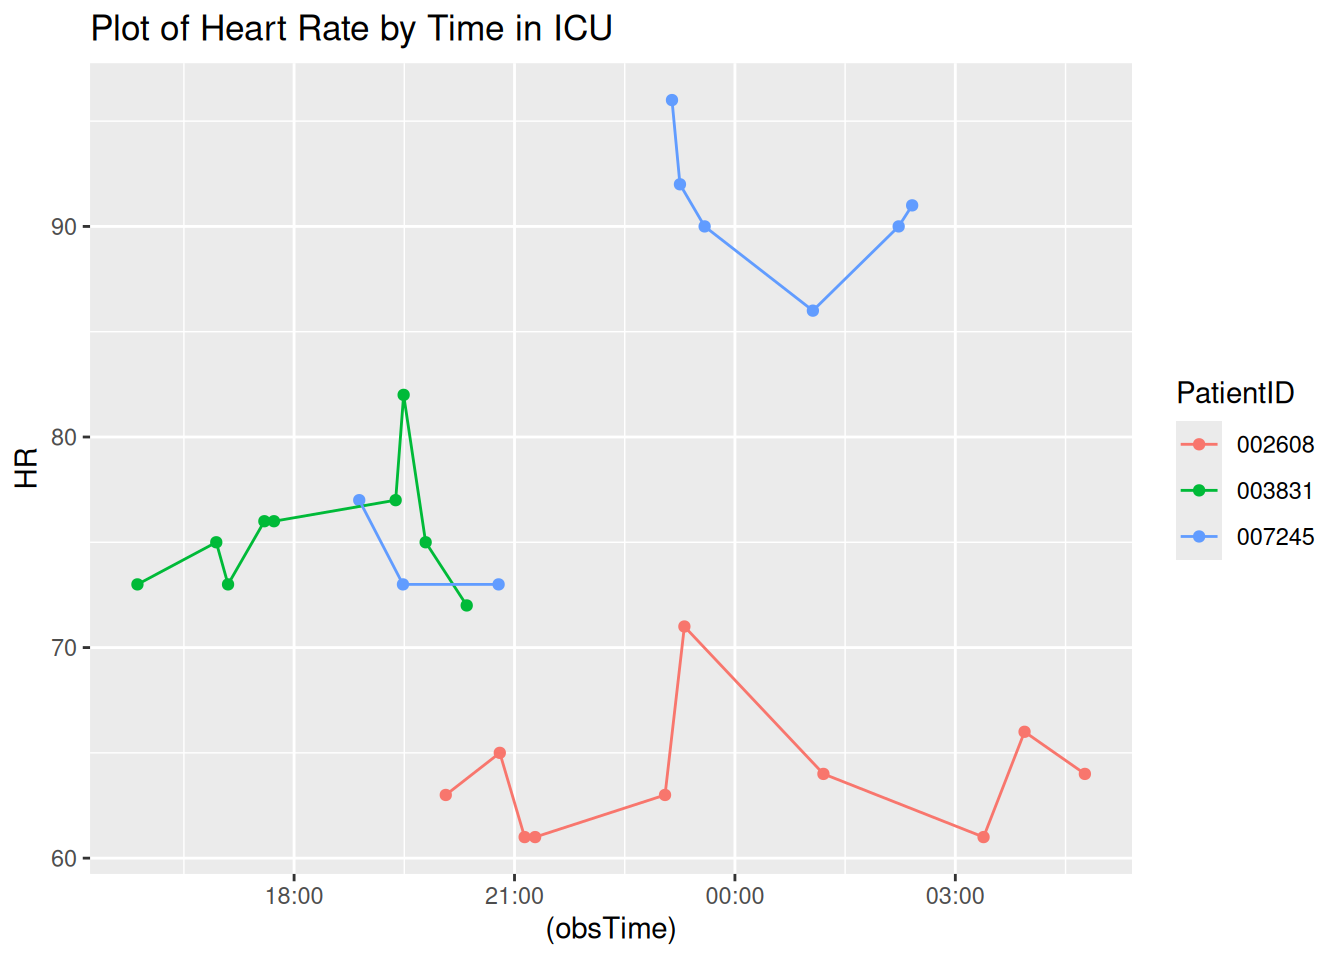 Plot of Heart Rate by Time in ICU
HR
90
80
70
60
18:00 21:00 00:00 03:00
(obsTime)
PatientID
002608
003831
007245